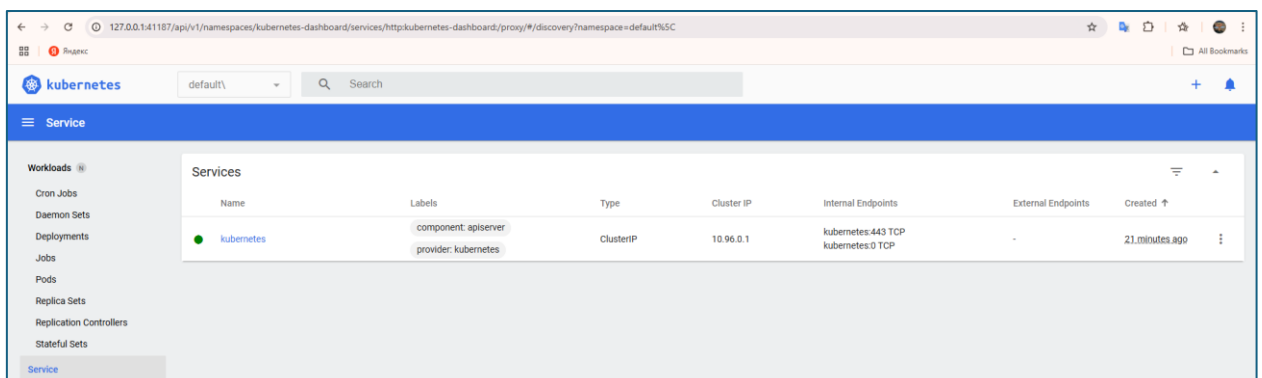 127.0.0.1:41187/api/v1/namespaces/kubernetes-dashboard/services/http:kubernetes-dashboard:/proxy/#/discovery?namespace=default%5C
Яндекс
All Bookmarks
kubernetes
default\
Search
Service
Workloads N
Cron Jobs
Daemon Sets
Deployments
Jobs
Pods
Replica Sets
Replication Controllers
Stateful Sets
Service
Services
Name Labels Type Cluster IP Internal Endpoints External Endpoints Created
kubernetes component: apiserver provider: kubernetes ClusterIP 10.96.0.1 kubernetes:443 TCP kubernetes:0 TCP - 21 minutes ago